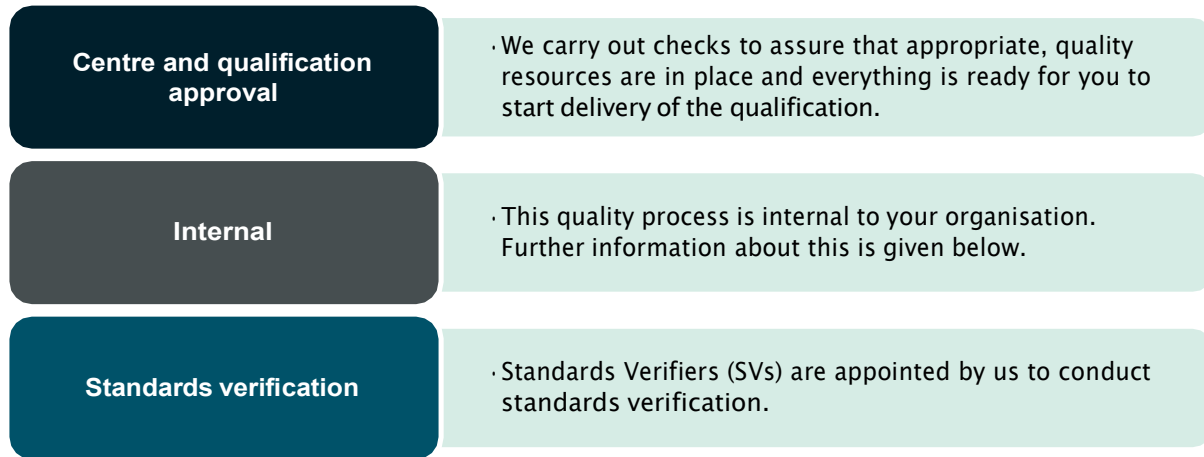 Centre and qualification
approval
· We carry out checks to assure that appropriate, quality
resources are in place and everything is ready for you to
start delivery of the qualification.
Internal
· This quality process is internal to your organisation.
Further information about this is given below.
Standards verification
· Standards Verifiers (SVs) are appointed by us to conduct
standards verification.